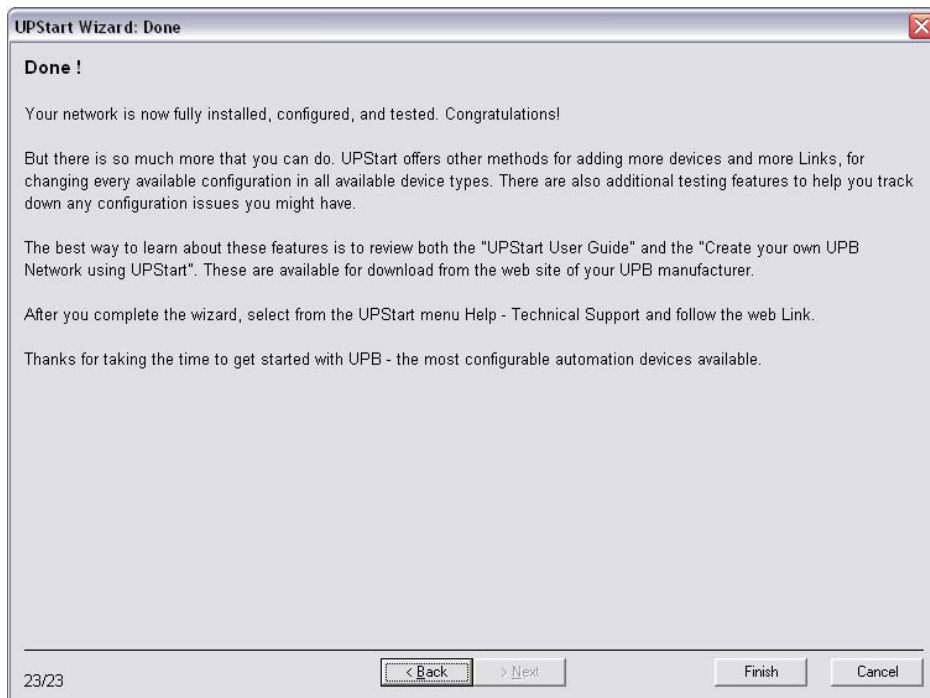 UPStart Wizard: Done
Done !
Your network is now fully installed, configured, and tested. Congratulations!
But there is so much more that you can do. UPStart offers other methods for adding more devices and more Links, for
changing every available configuration in all available device types. There are also additional testing features to help you track
down any configuration issues you might have.
The best way to learn about these features is to review both the "UPStart User Guide" and the "Create your own UPB
Network using UPStart". These are available for download from the web site of your UPB manufacturer.
After you complete the wizard, select from the UPStart menu Help - Technical Support and follow the web Link.
Thanks for taking the time to get started with UPB - the most configurable automation devices available.
23/23 < Back > Next Finish Cancel